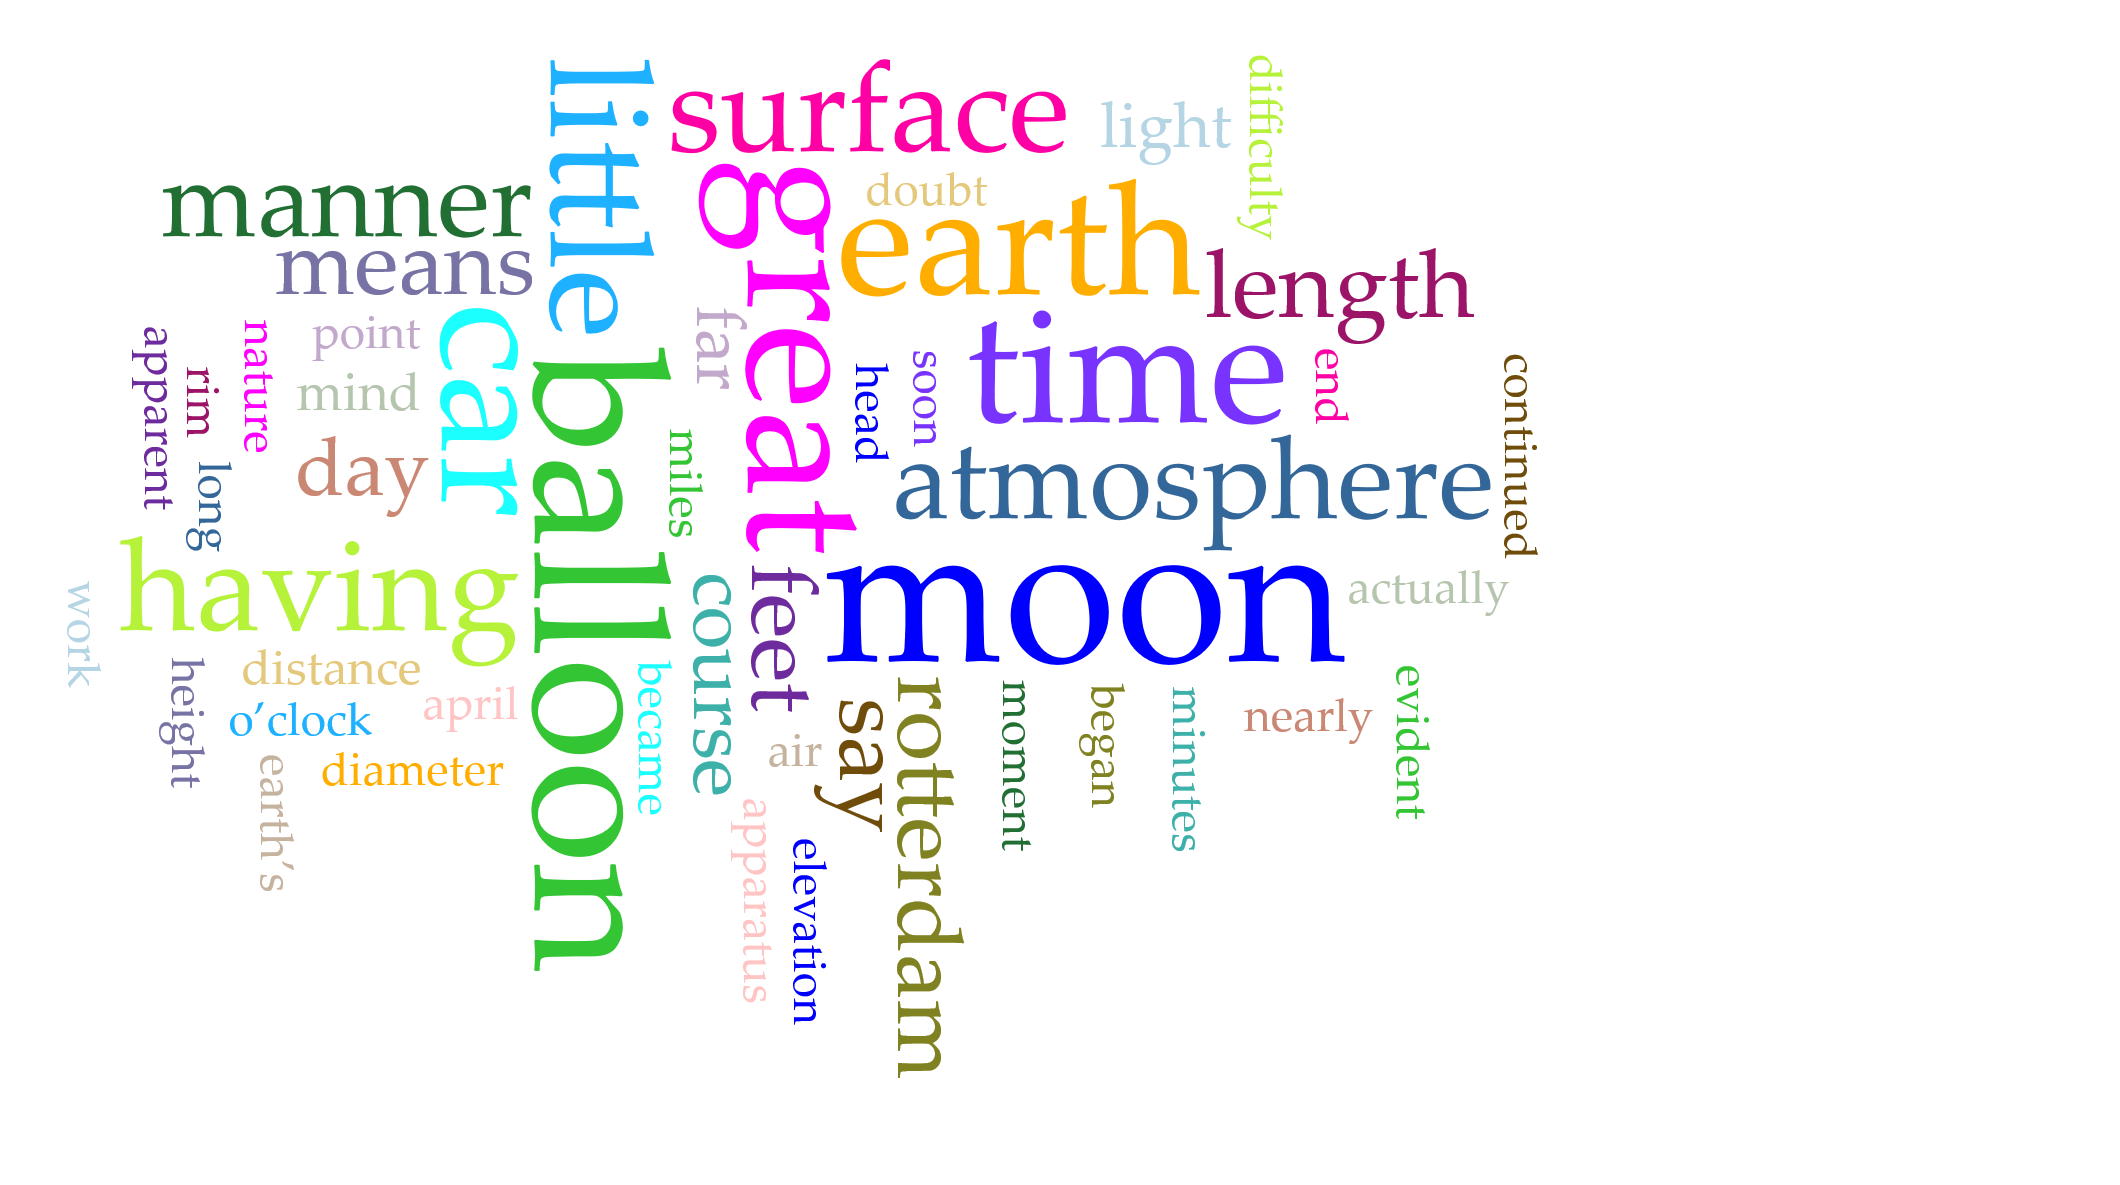 little
surface
light
difficulty
manner
great
doubt
earth
means
length
car
far
time
apparent
nature
point
balloon
head
soon
end
continued
rim
mind
day
miles
atmosphere
long
having
feet
moon
course
actually
work
distance
height
o’clock
april
became
say
rotterdam
moment
began
minutes
nearly
evident
air
earth’s
diameter
apparatus
elevation